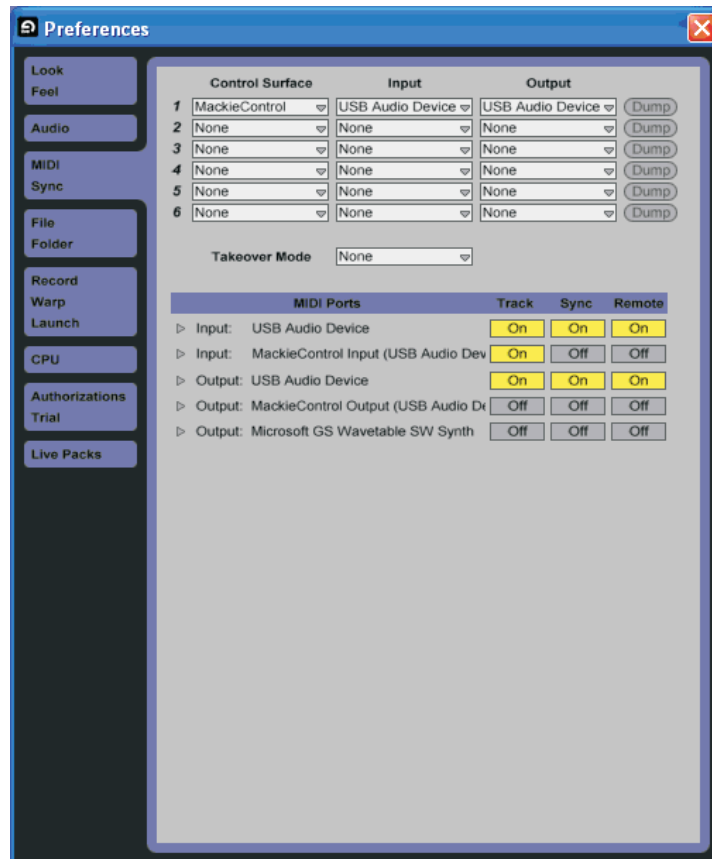 Preferences
Look
Feel
Audio
MIDI
Sync
File
Folder
Record
Warp
Launch
CPU
Authorizations
Trial
Live Packs
Control Surface Input Output
1 MackieControl USB Audio Device USB Audio Device Dump
2 None None None Dump
3 None None None Dump
4 None None None Dump
5 None None None Dump
6 None None None Dump
Takeover Mode None
MIDI Ports Track Sync Remote
Input: USB Audio Device On On On
Input: MackieControl Input (USB Audio Dev On Off Off
Output: USB Audio Device On On On
Output: MackieControl Output (USB Audio De Off Off Off
Output: Microsoft GS Wavetable SW Synth Off Off Off